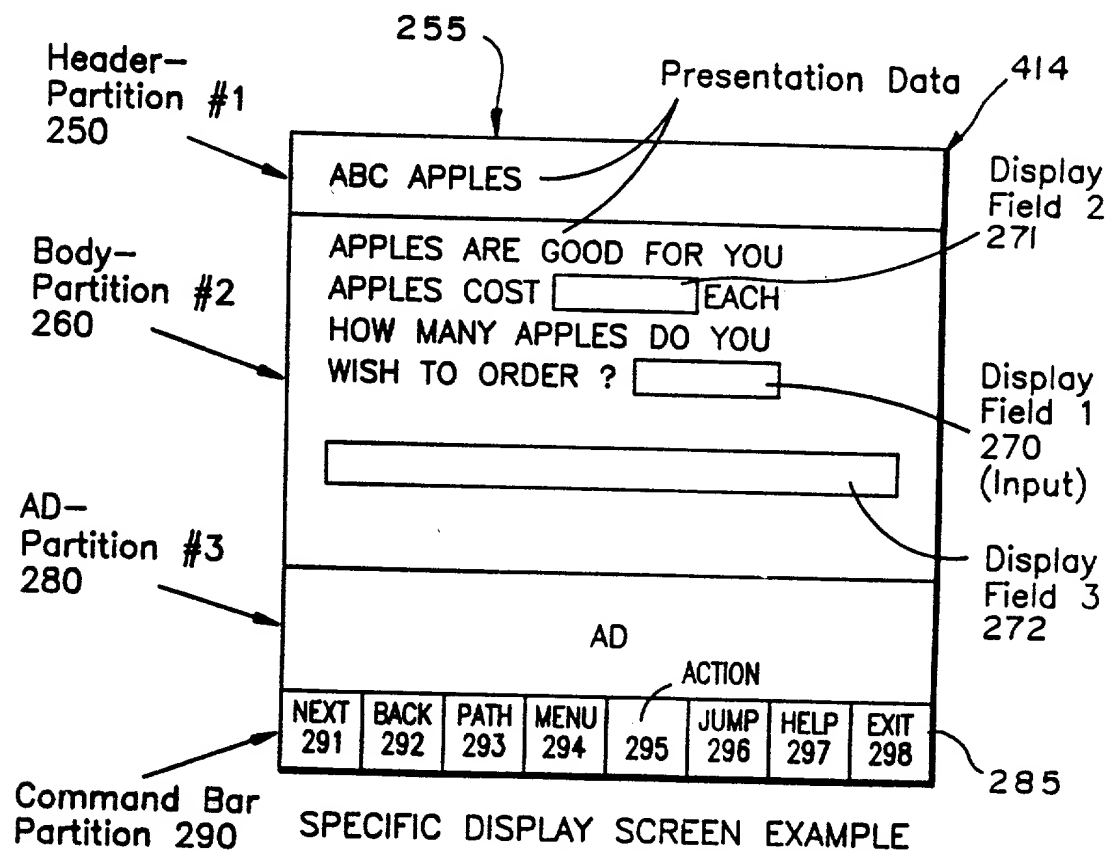 255
Header—
Partition #1
250
Presentation Data
414
ABC APPLES
Display
Field 2
271
Body—
Partition #2
260
APPLES ARE GOOD FOR YOU
APPLES COST EACH
HOW MANY APPLES DO YOU
WISH TO ORDER ?
Display
Field 1
270
(Input)
AD—
Partition #3
280
Display
Field 3
272
AD
ACTION
NEXT
291
BACK
292
PATH
293
MENU
294
295
JUMP
296
HELP
297
EXIT
298
285
Command Bar
Partition 290
SPECIFIC DISPLAY SCREEN EXAMPLE